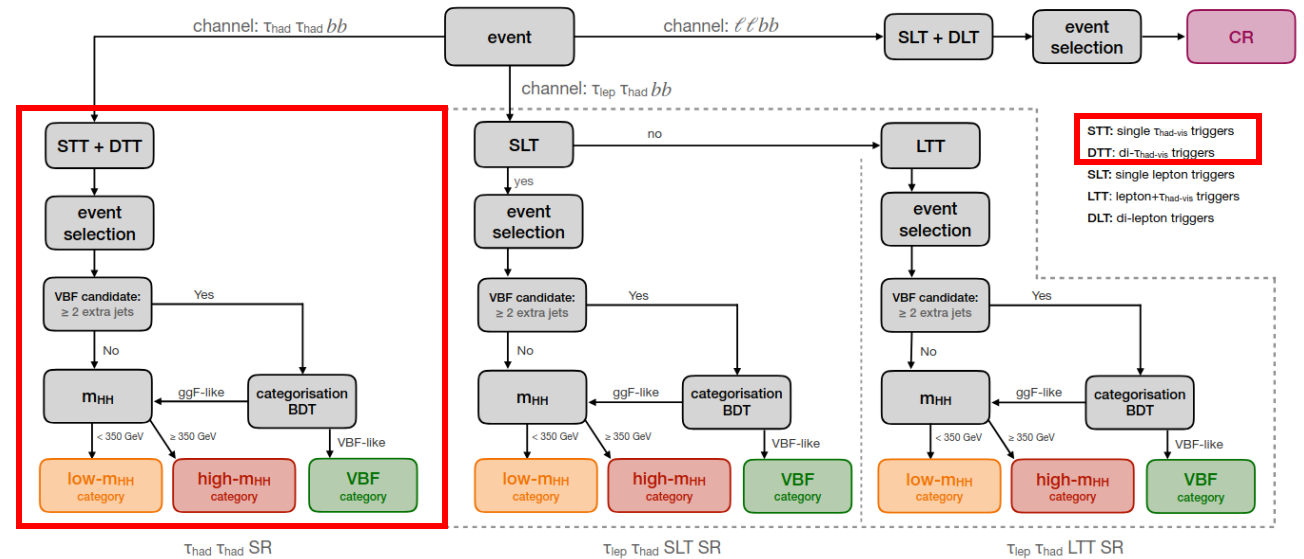 channel: τhad τhad bb
event
channel: ℓℓbb
SLT + DLT
event
selection
CR
channel: τlep τhad bb
STT + DTT
event
selection
VBF candidate:
≥ 2 extra jets
Yes
No
mHH
ggF-like
categorisation
BDT
< 350 GeV
≥ 350 GeV
VBF-like
low-mHH
category
high-mHH
category
VBF
category
τhad τhad SR
SLT
no
yes
event
selection
VBF candidate:
≥ 2 extra jets
Yes
No
mHH
ggF-like
categorisation
BDT
< 350 GeV
≥ 350 GeV
VBF-like
low-mHH
category
high-mHH
category
VBF
category
τlep τhad SLT SR
LTT
event
selection
VBF candidate:
≥ 2 extra jets
Yes
No
mHH
ggF-like
categorisation
BDT
< 350 GeV
≥ 350 GeV
VBF-like
low-mHH
category
high-mHH
category
VBF
category
τlep τhad LTT SR
STT: single τhad-vis triggers
DTT: di-τhad-vis triggers
SLT: single lepton triggers
LTT: lepton+τhad-vis triggers
DLT: di-lepton triggers